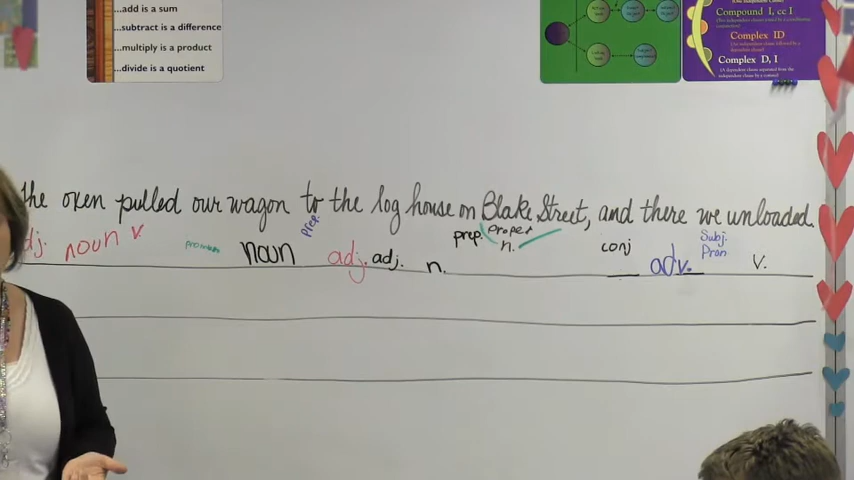 ...add is a sum
...subtract is a difference
...multiply is a product
...divide is a quotient
Compound I, cc I
Complex ID
Complex D, I
the oxen pulled our wagon to the log house on Blake Street, and there we unloaded.
dj. noun v. pronoun noun prep. adj. adj. n. prep. Proper n. conj adv. Subj. Pron v.